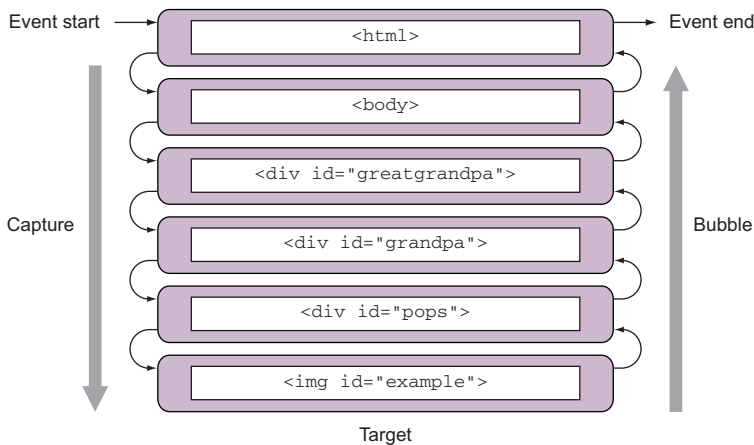 Event start
<html>
Event end
<body>
<div id="greatgrandpa">
Capture
<div id="grandpa">
Bubble
<div id="pops">
<img id="example">
Target